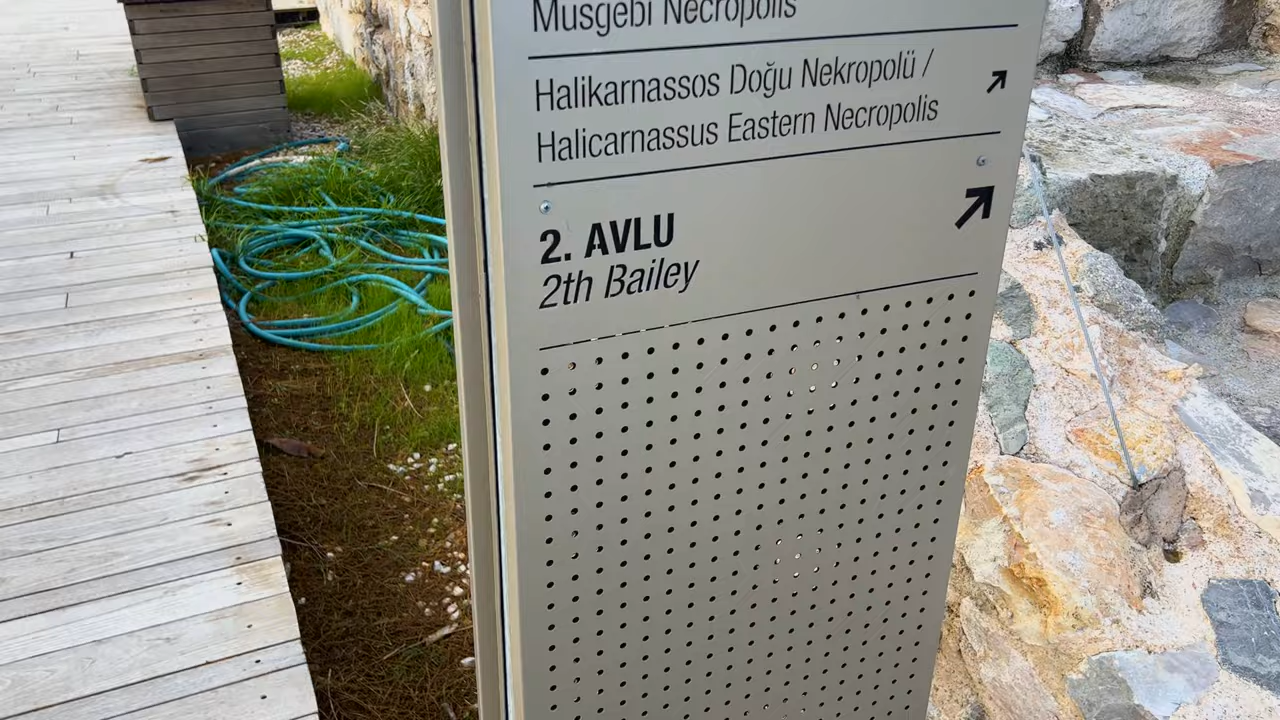 Musgebi Necropolis
Halikarnassos Doğu Nekropolü /
Halicarnassus Eastern Necropolis
2. AVLU
2th Bailey